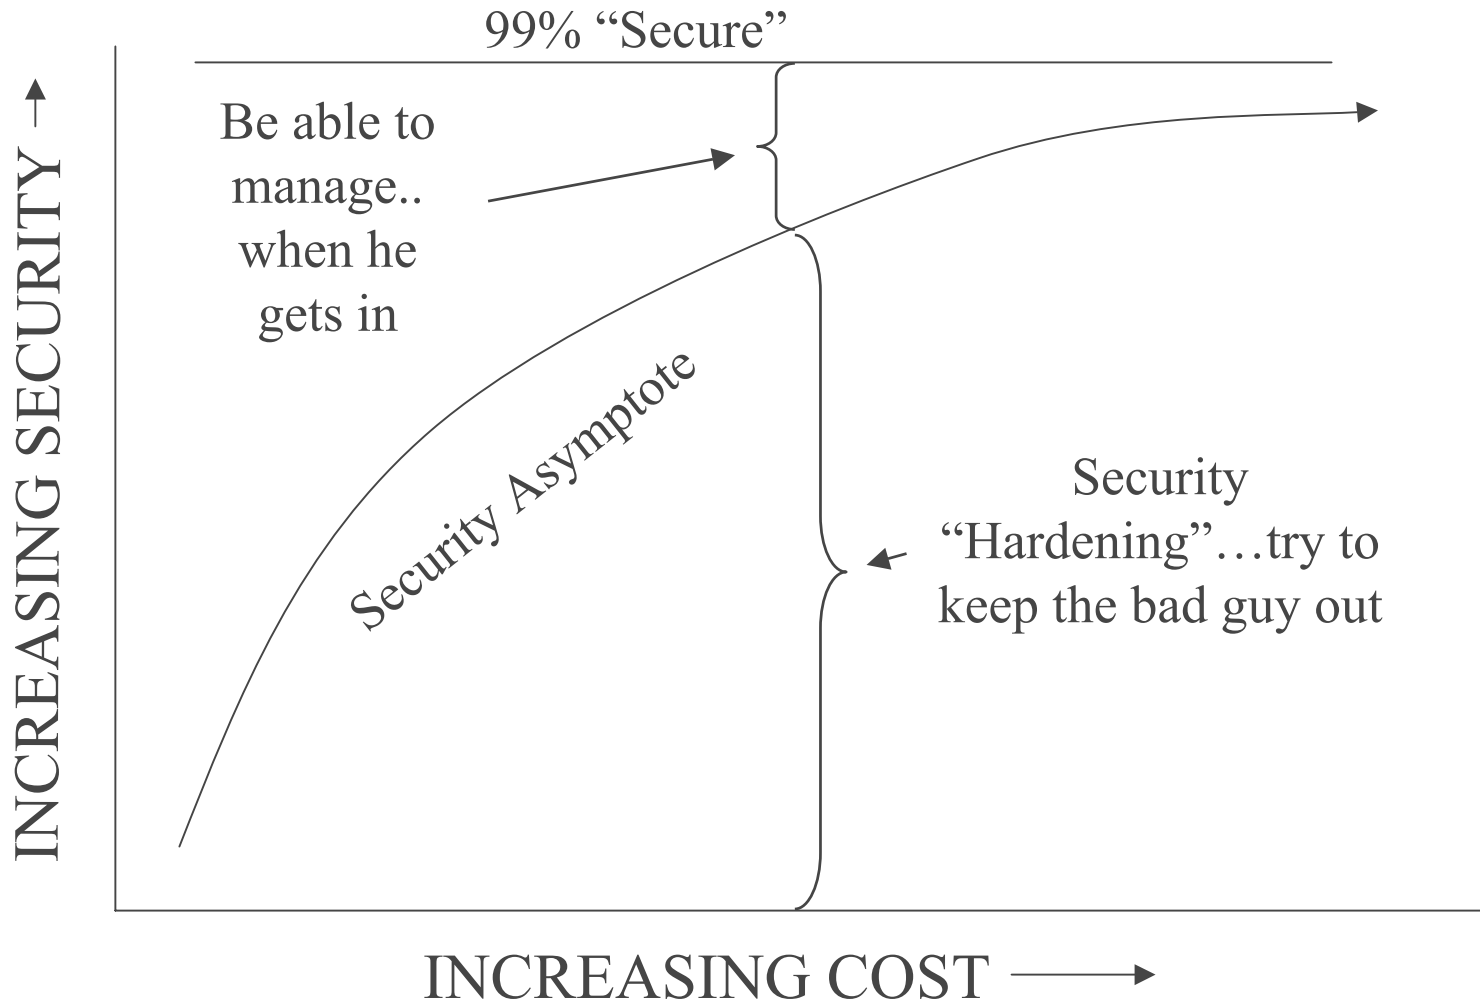 99% “Secure”
Be able to
manage..
when he
gets in
INCREASING SECURITY
Security Asymptote
Security
“Hardening”…try to
keep the bad guy out
INCREASING COST